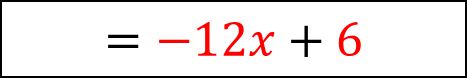 = −12x + 6